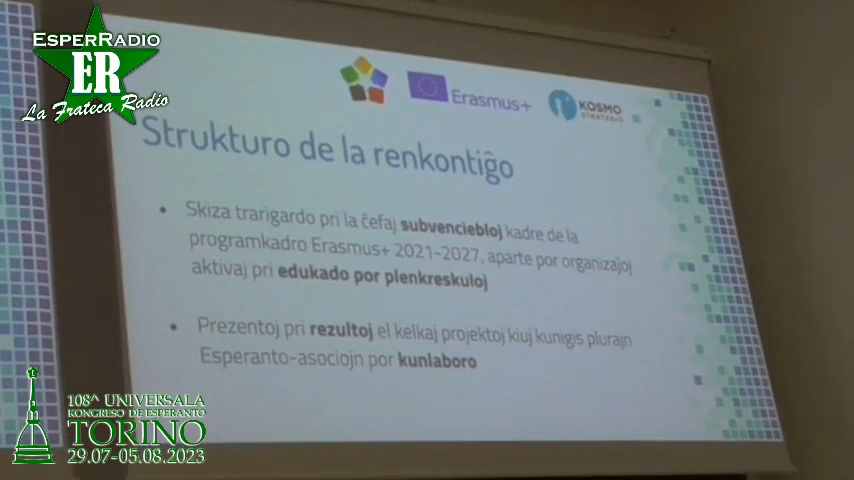 EsperRadio
ER
La Frateca Radio
Erasmus+
KOSMO
STRATEGIO
Strukturo de la renkontiĝo
• Skiza trarigardo pri la ĉefaj subvenciebloj kadre de la
programkadro Erasmus+ 2021-2027, aparte por organizaĵoj
aktivaj pri edukado por plenkreskuloj
• Prezentoj pri rezultoj el kelkaj projektoj kiuj kunigis plurajn
Esperanto-asociojn por kunlaboro
108^ UNIVERSALA
KONGRESO DE ESPERANTO
TORINO
29.07-05.08.2023